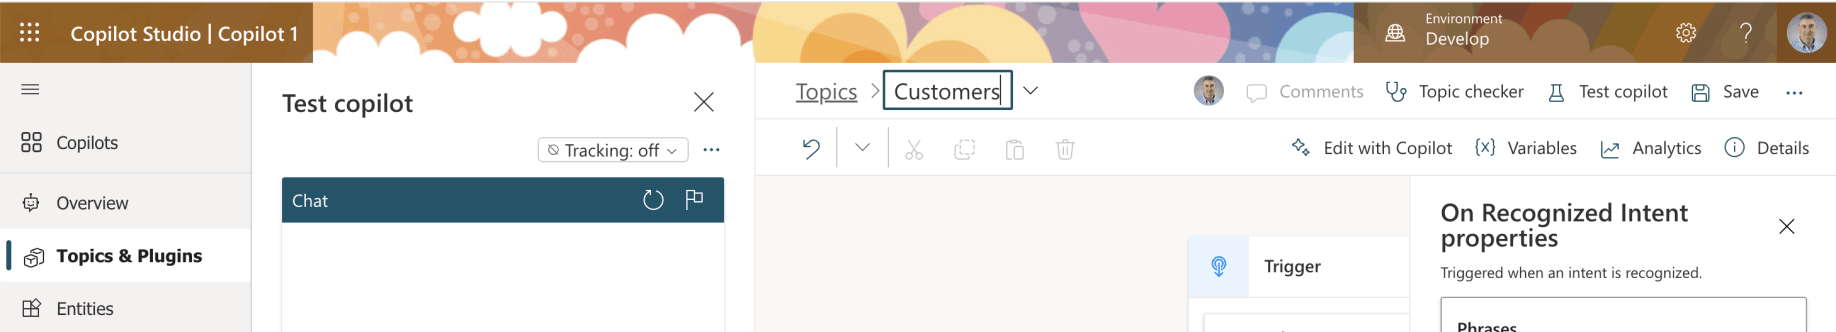 Copilot Studio | Copilot 1
Environment
Develop
Copilots
Overview
Topics & Plugins
Entities
Test copilot
Tracking: off
Chat
Topics > Customers
Comments
Topic checker
Test copilot
Save
Edit with Copilot
{x} Variables
Analytics
Details
Trigger
On Recognized Intent
properties
Triggered when an intent is recognized.
Phrases